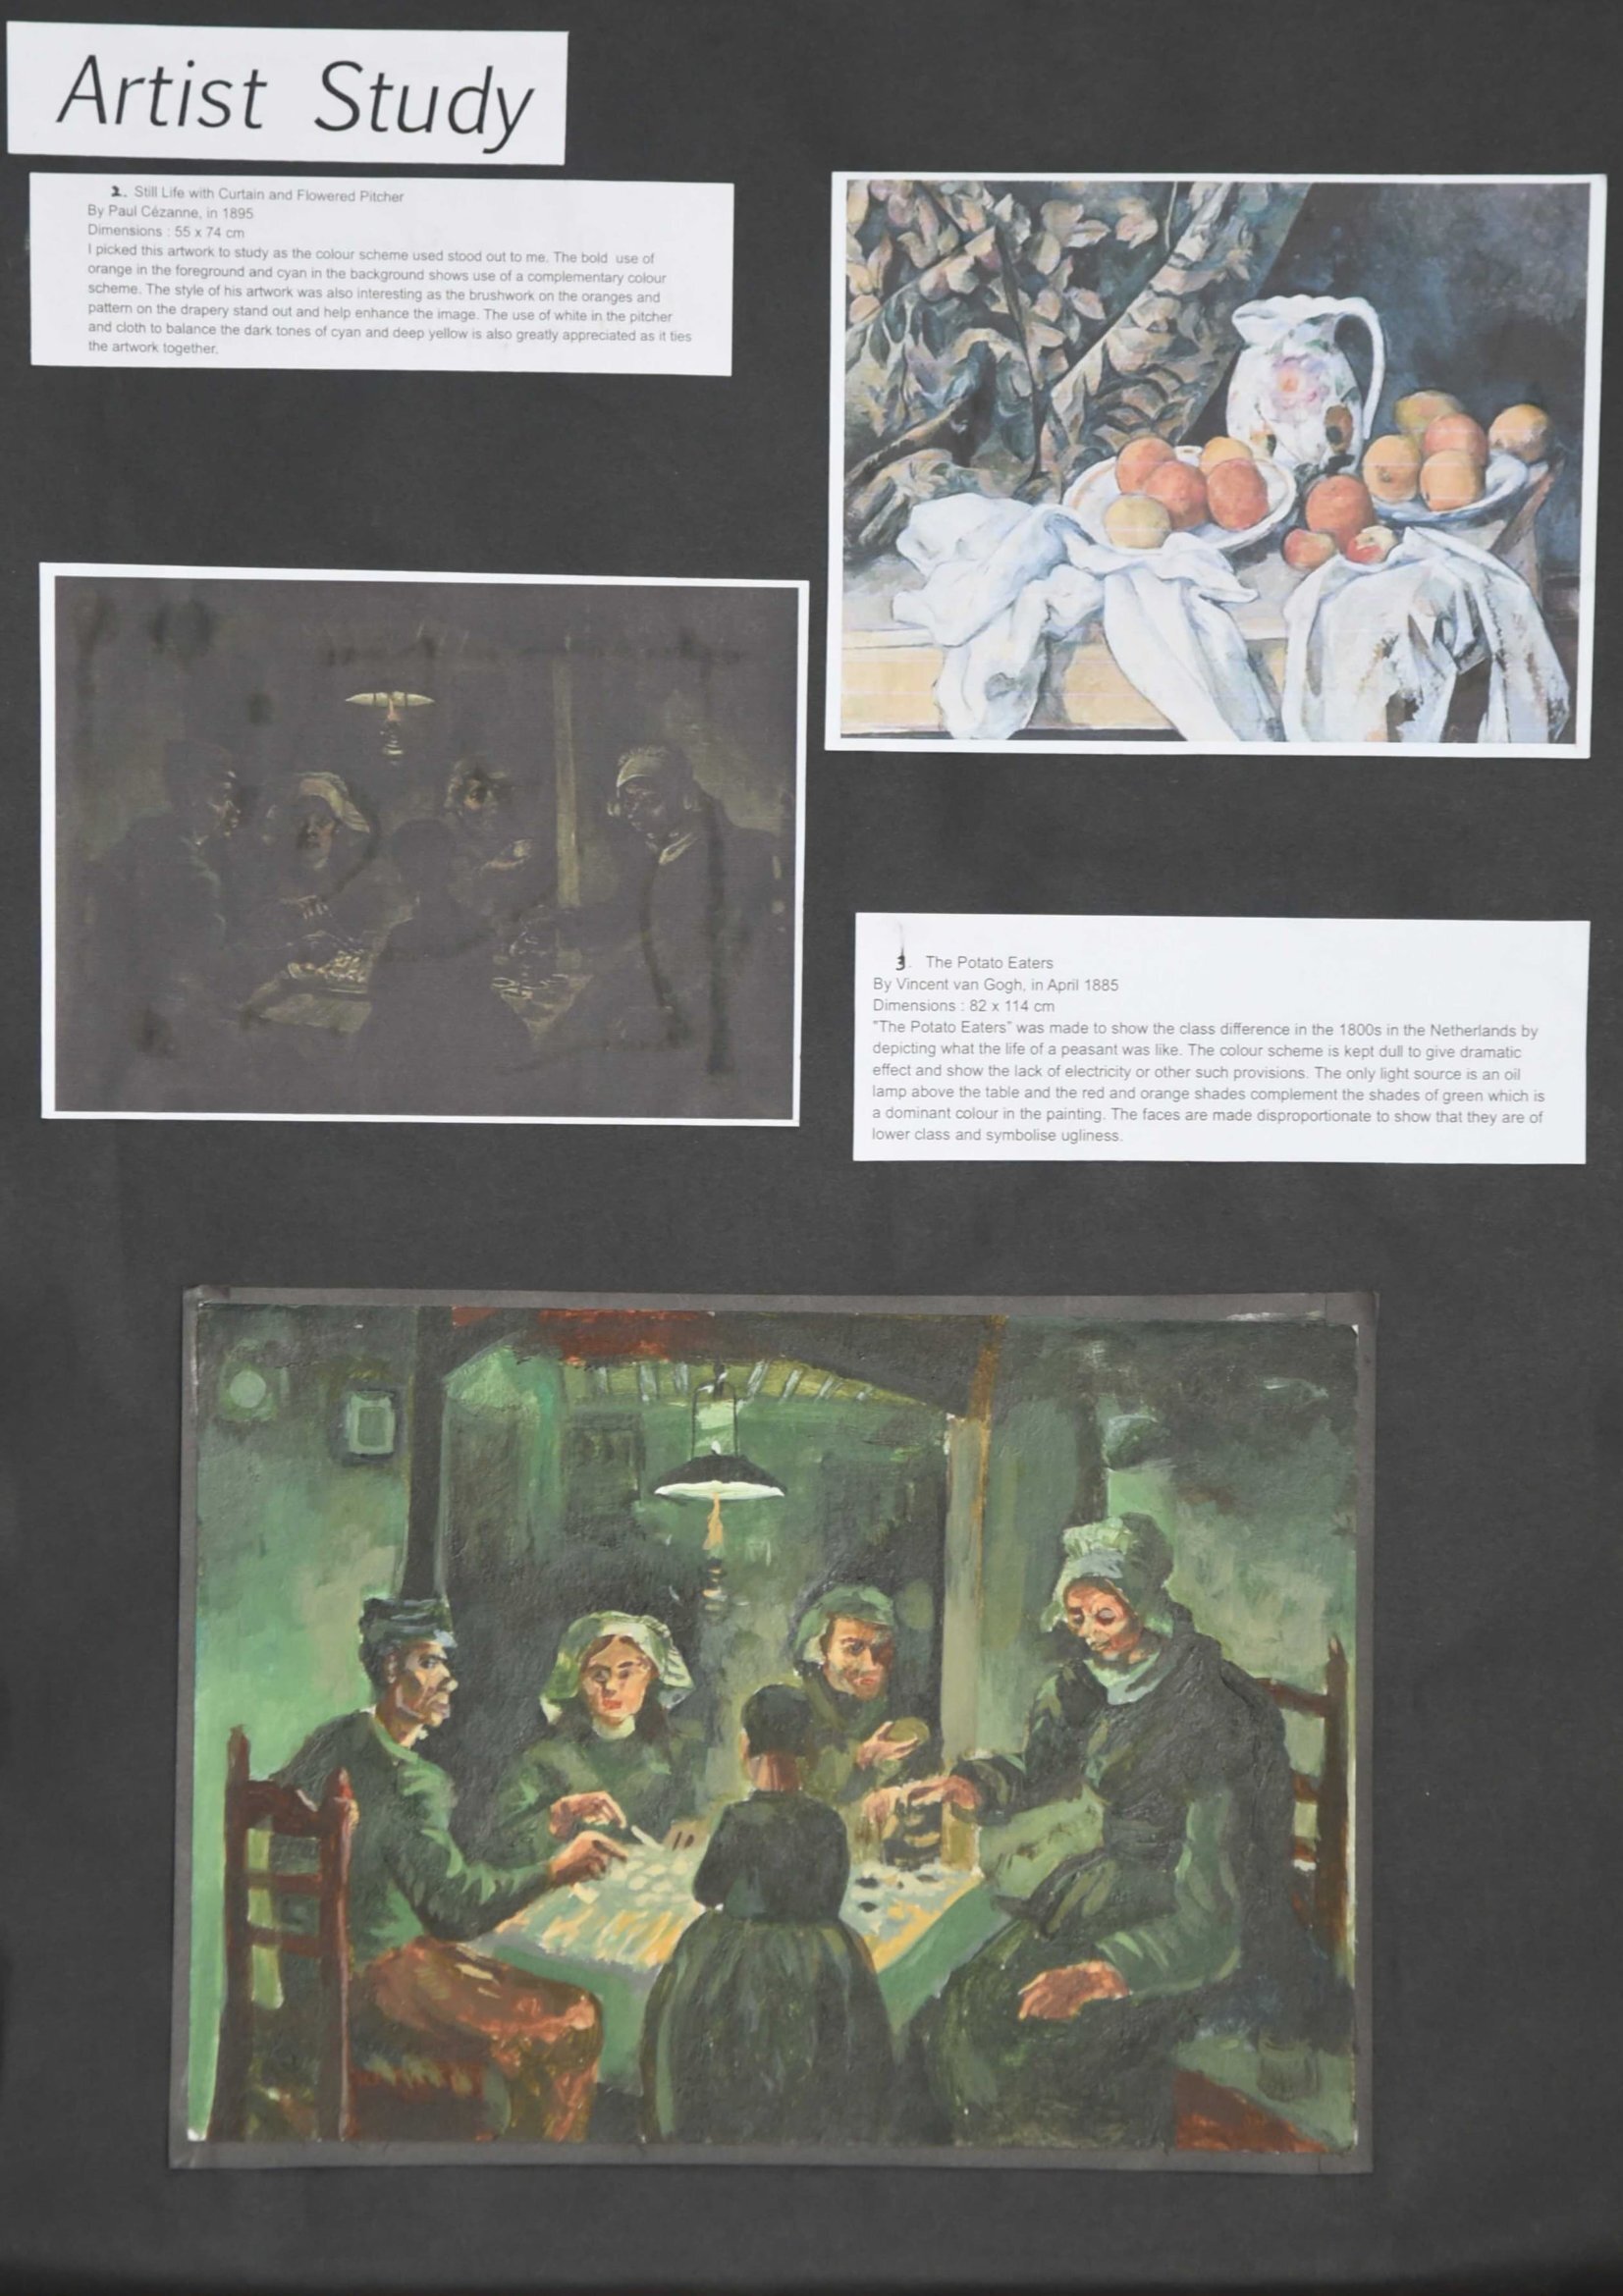 Artist Study
2. Still Life with Curtain and Flowered Pitcher
By Paul Cézanne, in 1895
Dimensions : 55 x 74 cm
I picked this artwork to study as the colour scheme used stood out to me. The bold use of
orange in the foreground and cyan in the background shows use of a complementary colour
scheme. The style of his artwork was also interesting as the brushwork on the oranges and
pattern on the drapery stand out and help enhance the image. The use of white in the pitcher
and cloth to balance the dark tones of cyan and deep yellow is also greatly appreciated as it ties
the artwork together.
3. The Potato Eaters
By Vincent van Gogh, in April 1885
Dimensions : 82 x 114 cm
"The Potato Eaters" was made to show the class difference in the 1800s in the Netherlands by
depicting what the life of a peasant was like. The colour scheme is kept dull to give dramatic
effect and show the lack of electricity or other such provisions. The only light source is an oil
lamp above the table and the red and orange shades complement the shades of green which is
a dominant colour in the painting. The faces are made disproportionate to show that they are of
lower class and symbolise ugliness.